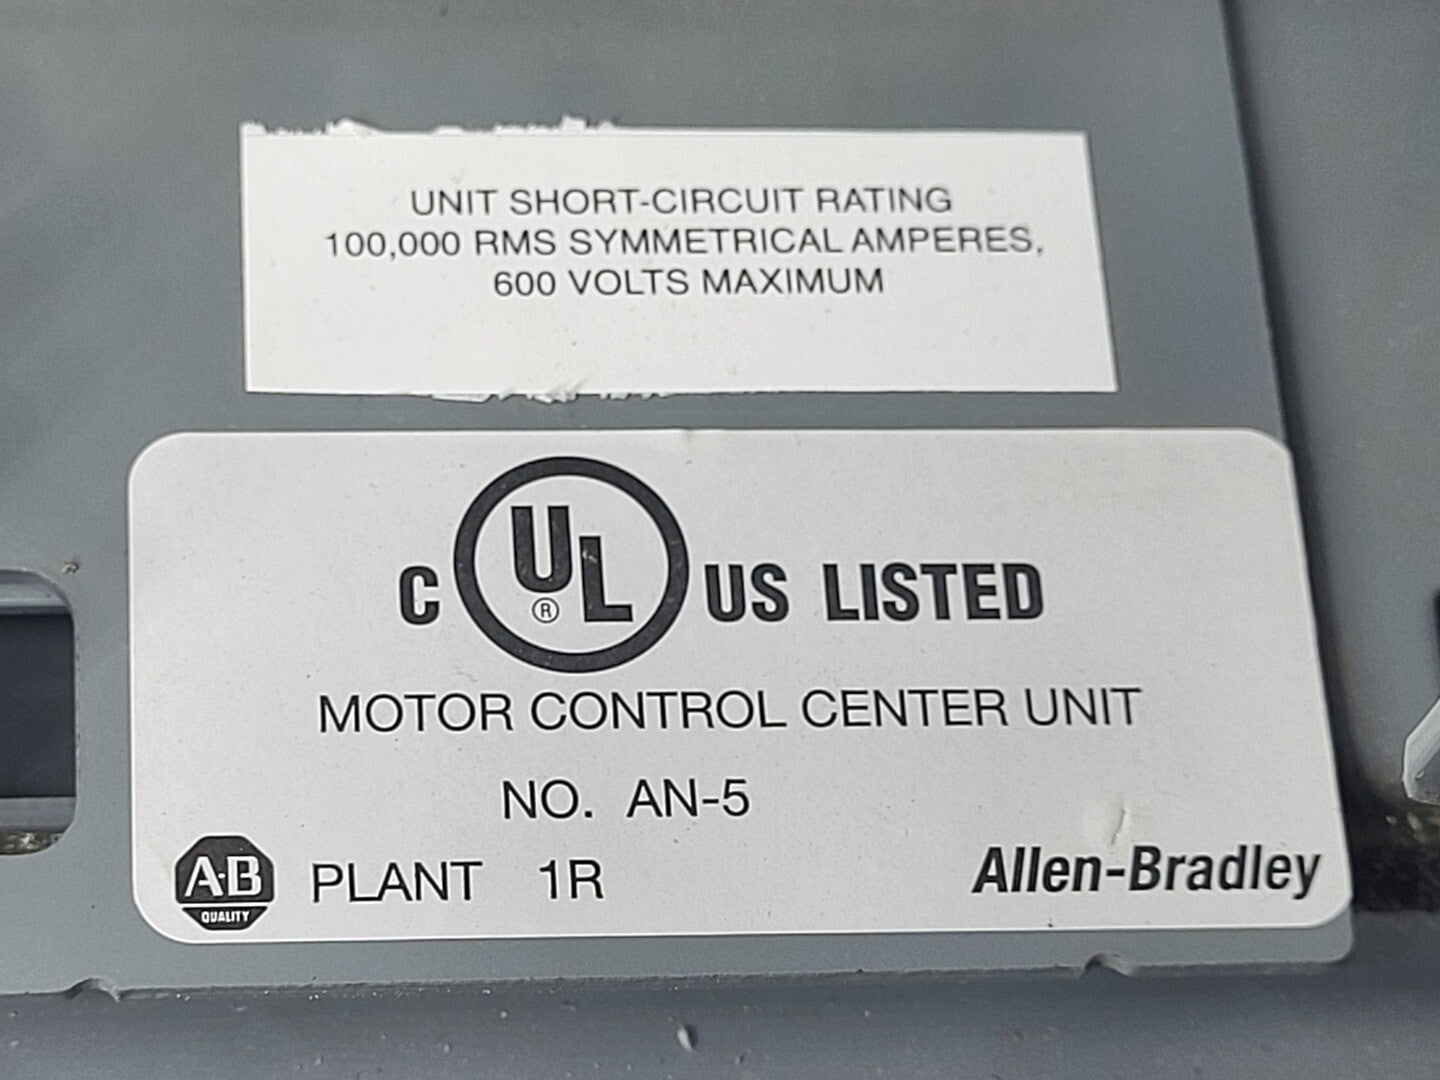 UNIT SHORT-CIRCUIT RATING
100,000 RMS SYMMETRICAL AMPERES,
600 VOLTS MAXIMUM
C UL ® US LISTED
MOTOR CONTROL CENTER UNIT
NO. AN-5
A-B QUALITY
PLANT 1R
Allen-Bradley